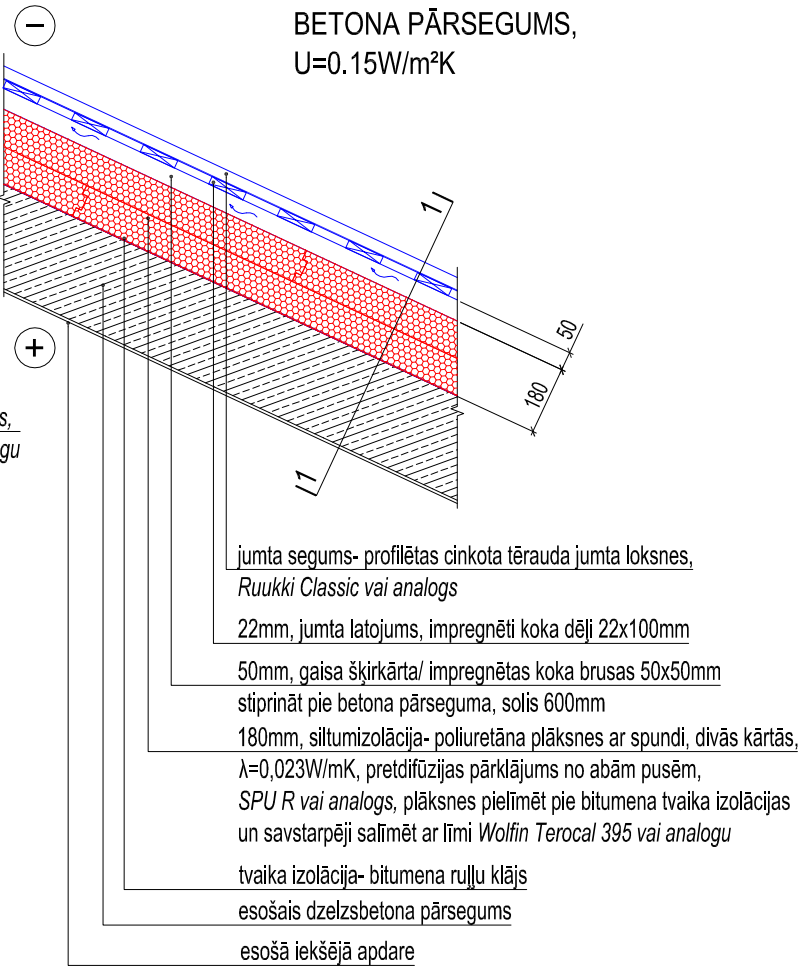 −
BETONA PĀRSEGUMS,
U=0.15W/m²K
1
50
180
+
s,
gu
1
jumta segums- profilētas cinkota tērauda jumta loksnes,
Ruukki Classic vai analogs
22mm, jumta latojums, impregnēti koka dēļi 22x100mm
50mm, gaisa šķirkārta/ impregnētas koka brusas 50x50mm
stiprināt pie betona pārseguma, solis 600mm
180mm, siltumizolācija- poliuretāna plāksnes ar spundi, divās kārtās,
λ=0,023W/mK, pretdifūzijas pārklājums no abām pusēm,
SPU R vai analogs, plāksnes pielīmēt pie bitumena tvaika izolācijas
un savstarpēji salīmēt ar līmi Wolfin Terocal 395 vai analogu
tvaika izolācija- bitumena ruļļu klājs
esošais dzelzsbetona pārsegums
esošā iekšējā apdare